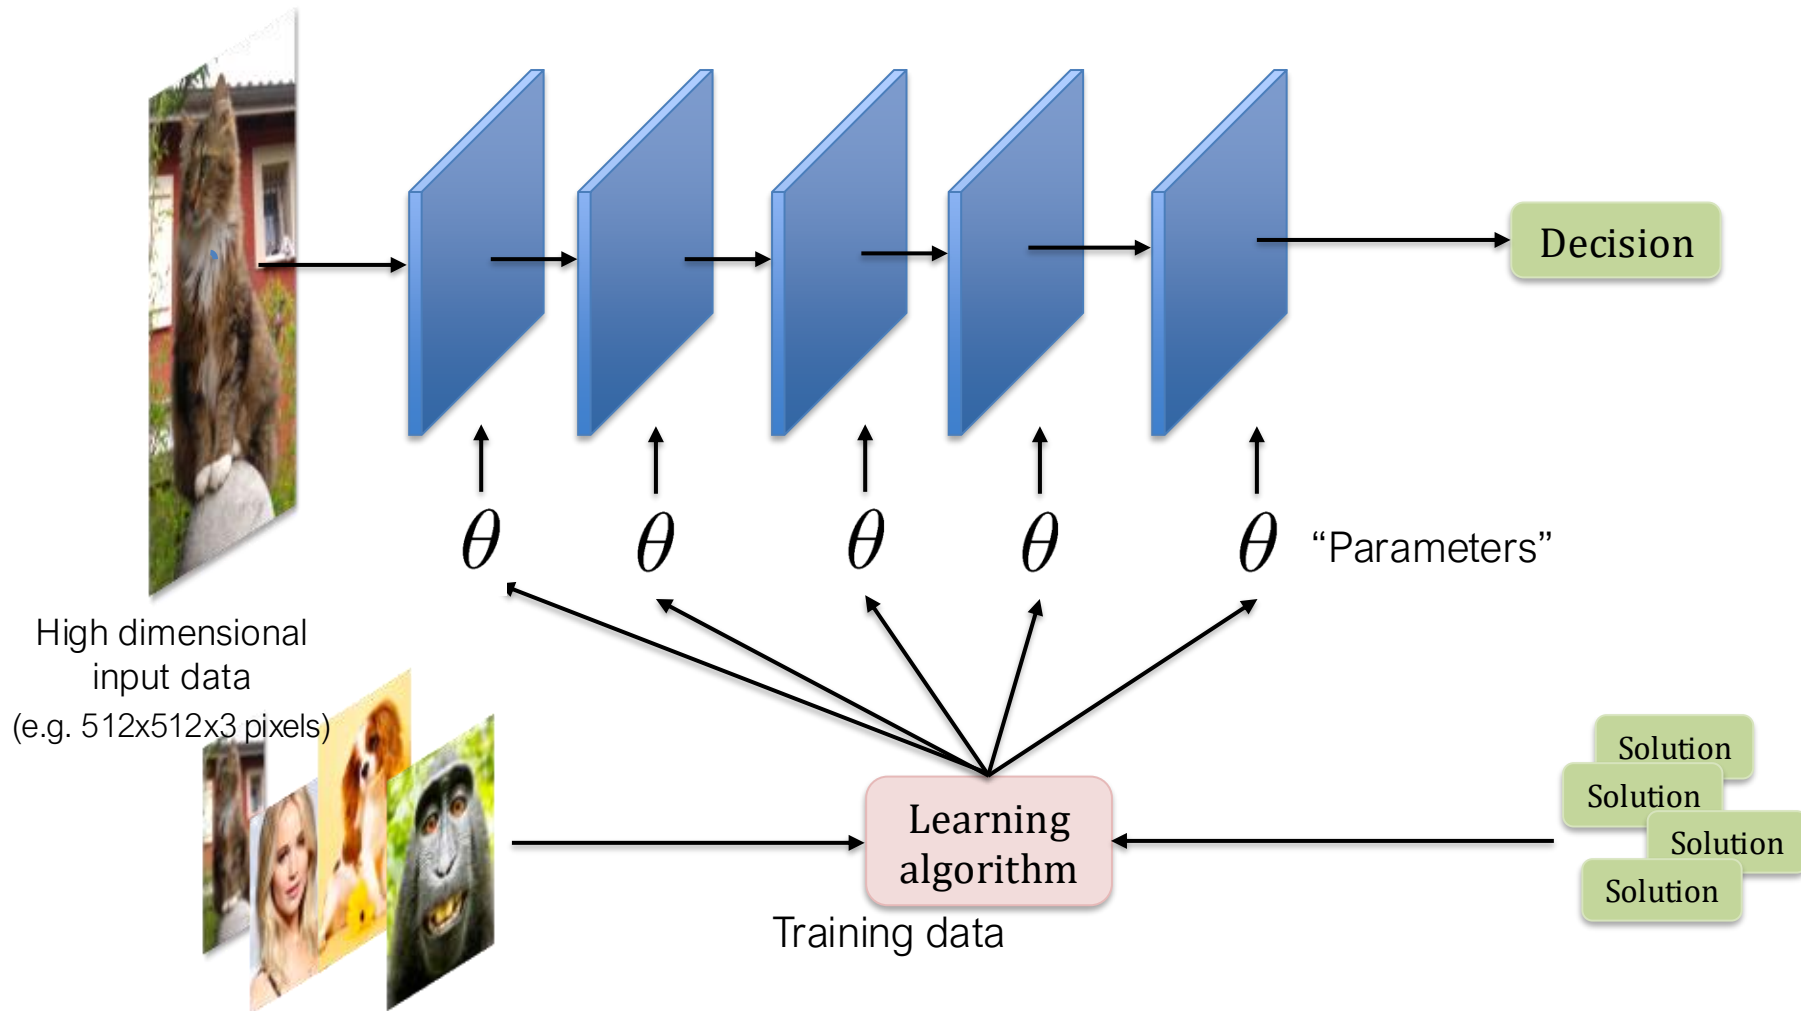 Decision
θ
θ
θ
θ
θ “Parameters”
High dimensional
input data
(e.g. 512x512x3 pixels)
Learning
algorithm
Training data
Solution
Solution
Solution
Solution